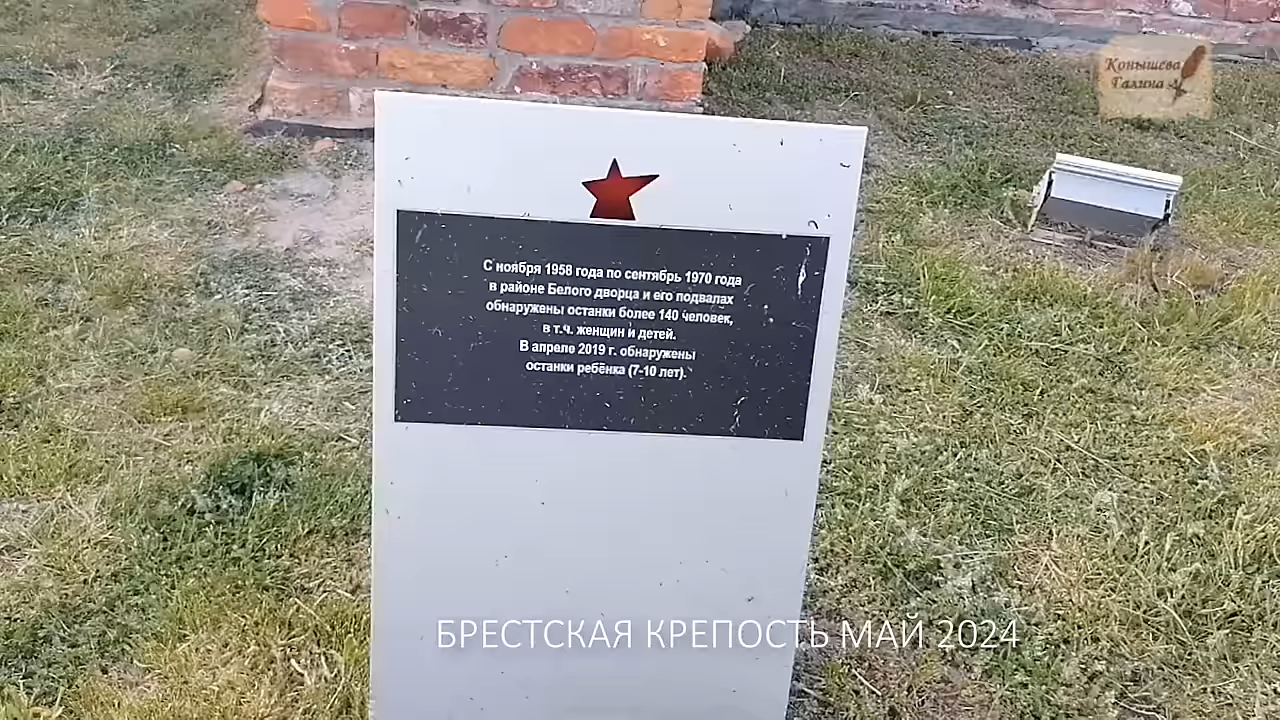 Конышева
Галина
С ноября 1958 года по сентябрь 1970 года
в районе Белого дворца и его подвалах
обнаружены останки более 140 человек,
в т.ч. женщин и детей.
В апреле 2019 г. обнаружены
останки ребёнка (7-10 лет).
БРЕСТСКАЯ КРЕПОСТЬ МАЙ 2024